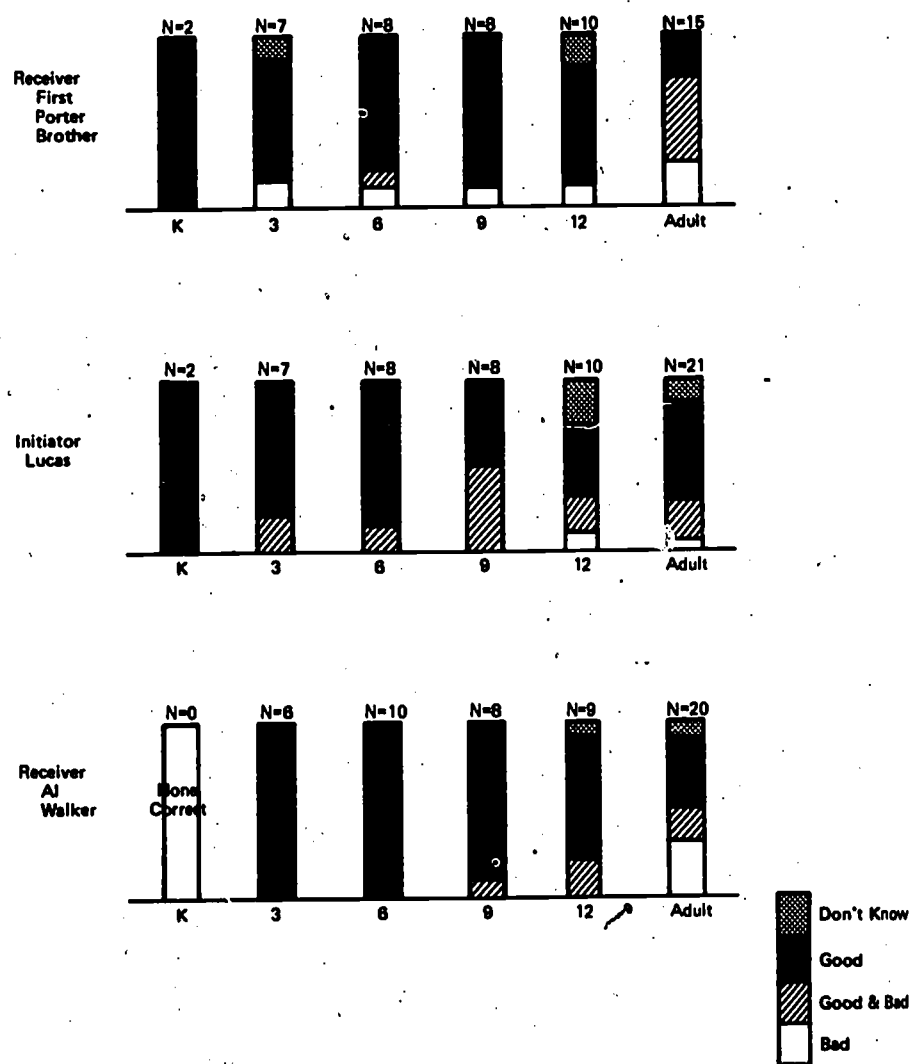 N=2 N=7 N=8 N=8 N=10 N=15
Receiver
First
Porter
Brother
K 3 6 9 12 Adult
N=2 N=7 N=8 N=8 N=10 N=21
Initiator
Lucas
K 3 6 9 12 Adult
N=0 N=6 N=10 N=8 N=9 N=20
Receiver
Al
Walker
None
Correct
K 3 6 9 12 Adult
Don't Know
Good
Good & Bad
Bad